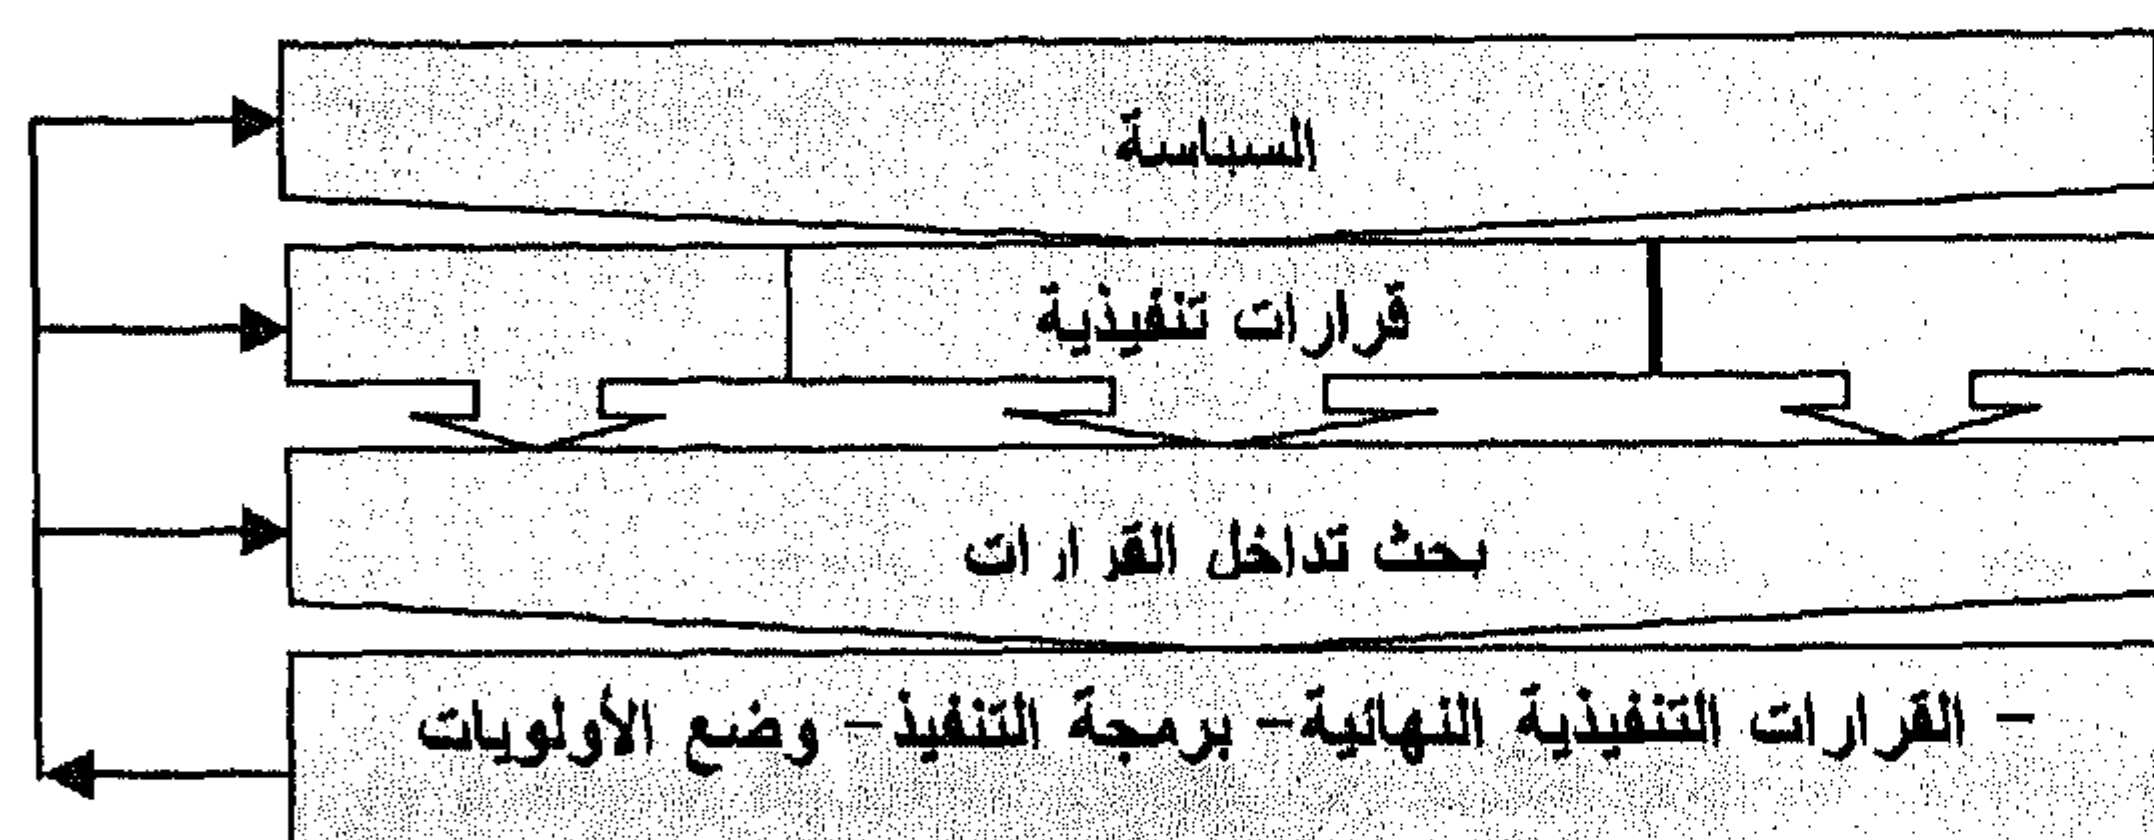 السياسة
قرارات تنفيذية
بحث تداخل القرارات
- القرارات التنفيذية النهائية- برمجة التنفيذ- وضع الأولويات